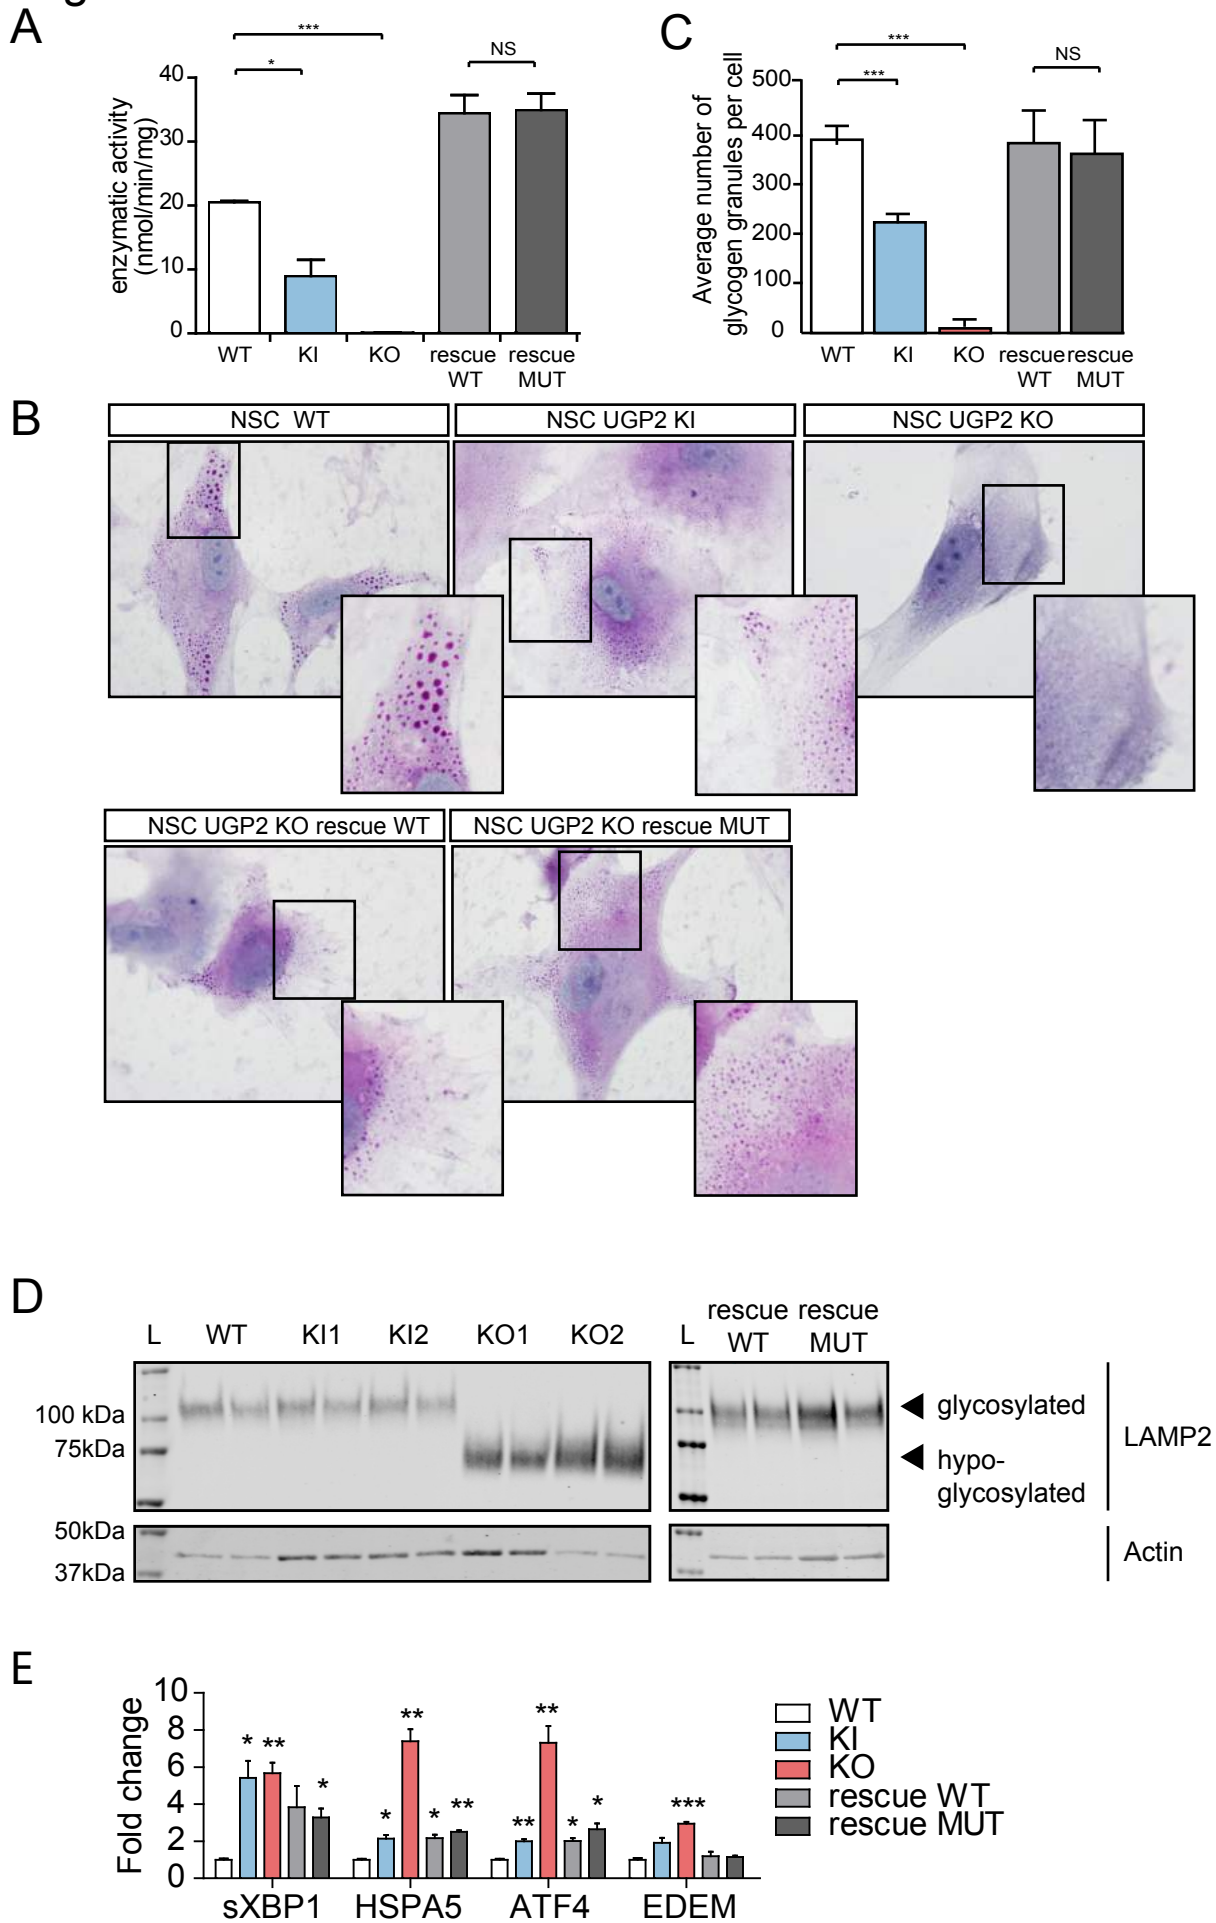 A
***
*
NS
enzymatic activity
(nmol/min/mg)
40
30
20
10
0
WT KI KO rescue WT rescue MUT
C
***
***
NS
Average number of
glycogen granules per cell
500
400
300
200
100
0
WT KI KO rescue WT rescue MUT
B
NSC WT
NSC UGP2 KI
NSC UGP2 KO
NSC UGP2 KO rescue WT
NSC UGP2 KO rescue MUT
D
L WT KI1 KI2 KO1 KO2 L rescue WT rescue MUT
100 kDa
75kDa
50kDa
37kDa
glycosylated
hypo-
glycosylated
LAMP2
Actin
E
Fold change
10
8
6
4
2
0
* ** *
* ** * **
** ** * *
***
sXBP1 HSPA5 ATF4 EDEM
WT
KI
KO
rescue WT
rescue MUT